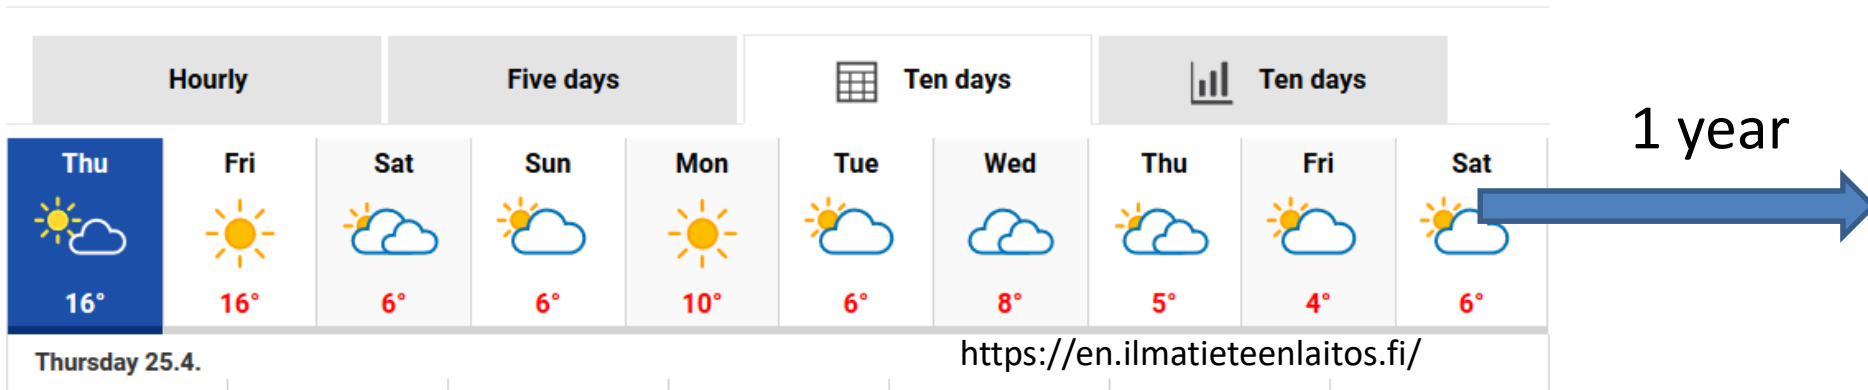 Hourly Five days Ten days Ten days
1 year
Thu Fri Sat Sun Mon Tue Wed Thu Fri Sat
16° 16° 6° 6° 10° 6° 8° 5° 4° 6°
https://en.ilmatieteenlaitos.fi/
Thursday 25.4.